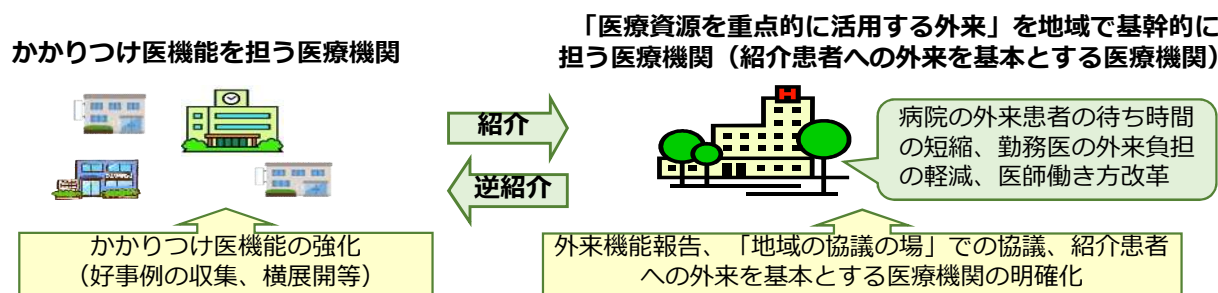 かかりつけ医機能を担う医療機関
「医療資源を重点的に活用する外来」を地域で基幹的に
担う医療機関（紹介患者への外来を基本とする医療機関）
紹介
逆紹介
H
病院の外来患者の待ち時間
の短縮、勤務医の外来負担
の軽減、医師働き方改革
かかりつけ医機能の強化
（好事例の収集、横展開等）
外来機能報告、「地域の協議の場」での協議、紹介患者
への外来を基本とする医療機関の明確化